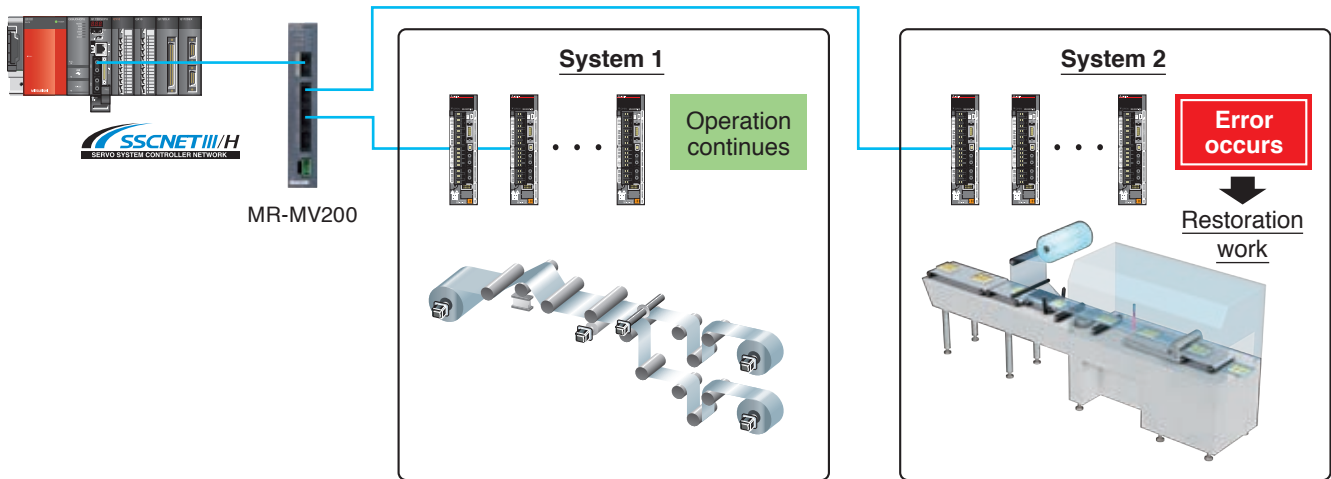 System 1
System 2
Operation
continues
Error
occurs
SSCNETIII/H
SERVO SYSTEM CONTROLLER NETWORK
MR-MV200
Restoration
work